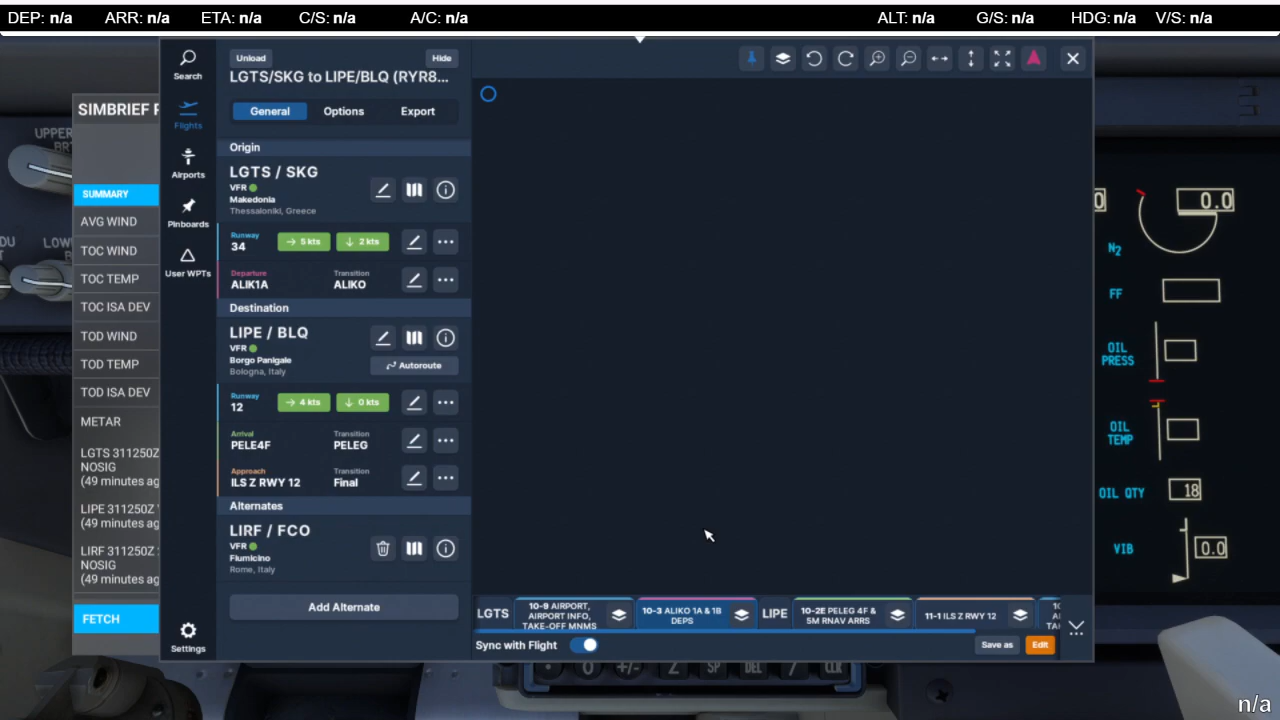 DEP: n/a ARR: n/a ETA: n/a C/S: n/a A/C: n/a ALT: n/a G/S: n/a HDG: n/a V/S: n/a
SIMBRIEF
UPPER
SUMMARY
AVG WIND
TOC WIND
TOC TEMP
TOC ISA DEV
TOD WIND
TOD TEMP
TOD ISA DEV
METAR
LGTS 311250Z
NOSIG
(49 minutes ag
LIPE 311250Z
(49 minutes ag
LIRF 311250Z
NOSIG
(49 minutes ag
FETCH
Search
Flights
Airports
Pinboards
User WPTs
Settings
Unload Hide
LGTS/SKG to LIPE/BLQ (RYR8...
General Options Export
Origin
LGTS / SKG
VFR
Makedonia
Thessaloniki, Greece
Runway
34
→ 5 kts ↓ 2 kts
Departure Transition
ALIK1A ALIKO
Destination
LIPE / BLQ
VFR
Borgo Panigale
Bologna, Italy
Autoroute
Runway
12
→ 4 kts ↓ 0 kts
Arrival Transition
PELE4F PELEG
Approach Transition
ILS Z RWY 12 Final
Alternates
LIRF / FCO
VFR
Fiumicino
Rome, Italy
Add Alternate
LGTS
10-9 AIRPORT,
AIRPORT INFO,
TAKE-OFF MNMS
10-3 ALIKO 1A & 1B
DEPS
LIPE
10-2E PELEG 4F &
5M RNAV ARRS
11-1 ILS Z RWY 12
Sync with Flight Save as Edit
0.0
N2
FF
OIL
PRESS
OIL
TEMP
OIL QTY 18
VIB 0.0
+/- Z SP DEL / CLR
n/a